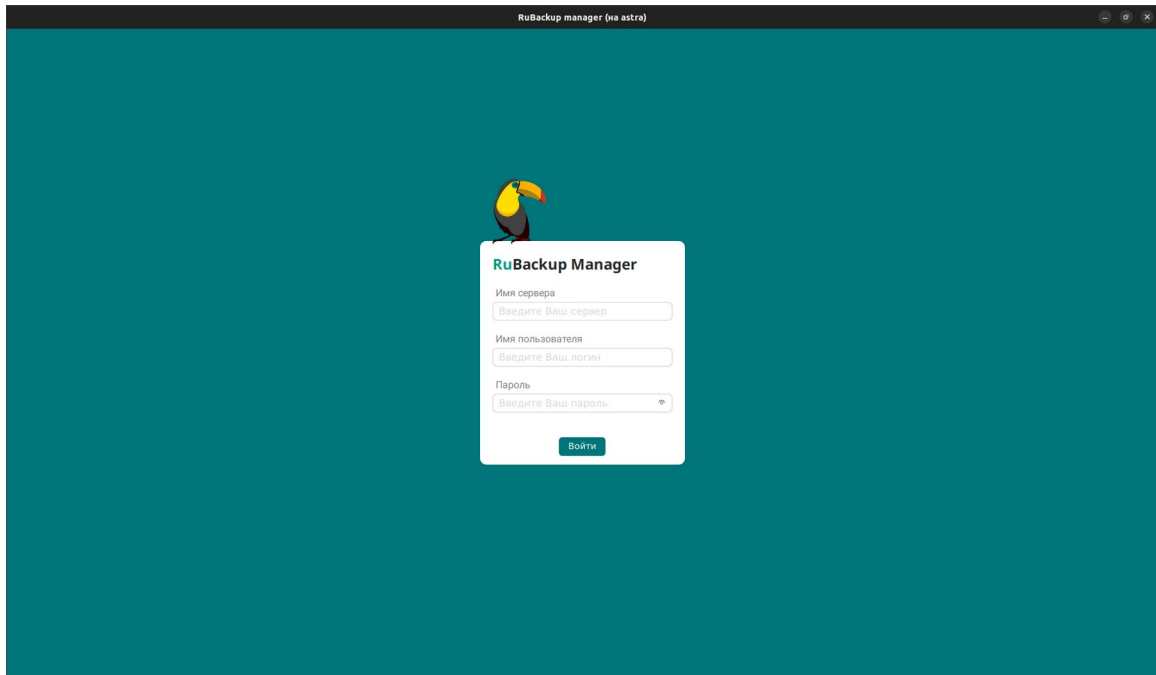 RuBackup manager (на astra)
RuBackup Manager
Имя сервера
Введите Ваш сервер
Имя пользователя
Введите Ваш логин
Пароль
Введите Ваш пароль
Войти